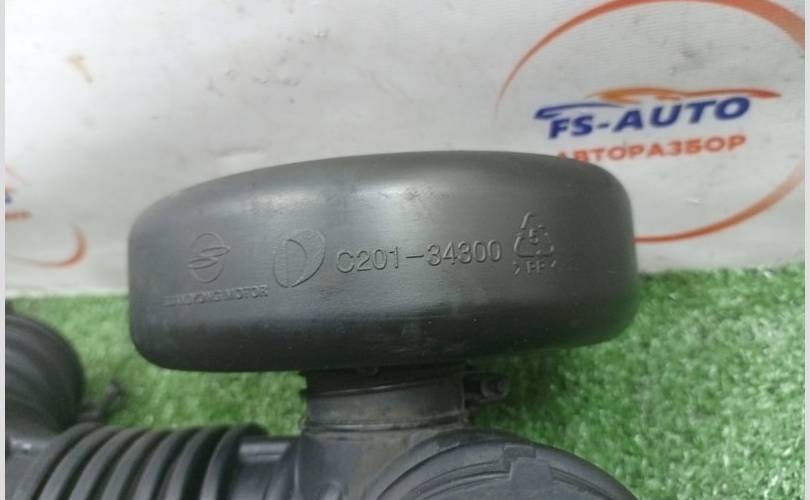 FS-AUTO
АВТОРАЗБОР
C201-34300
SSANGYONG MOTOR
5
>PP<